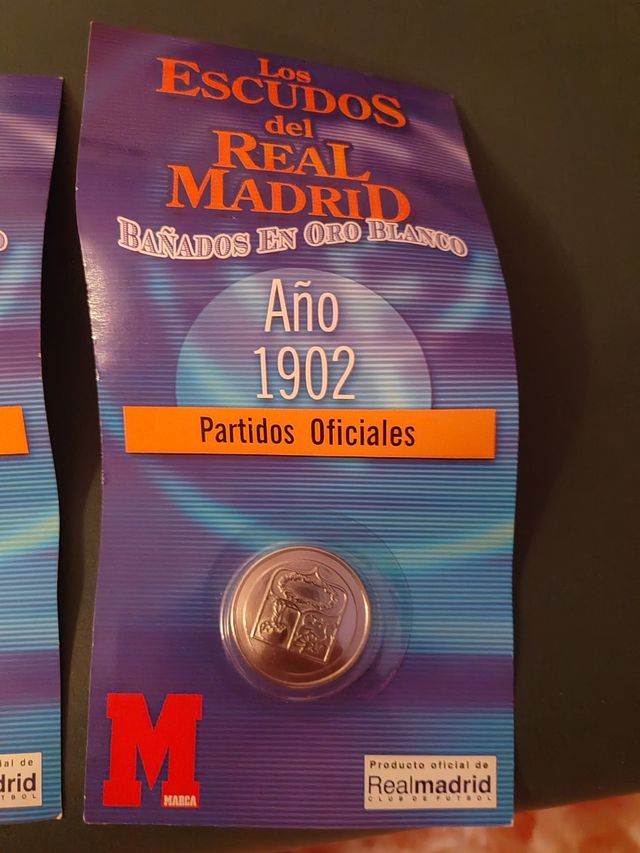 Los
ESCUDOS
del
REAL
MADRID
BAÑADOS EN ORO BLANCO
Año
1902
Partidos Oficiales
M
MARCA
Producto oficial de
Realmadrid
CLUB DE FUTBOL